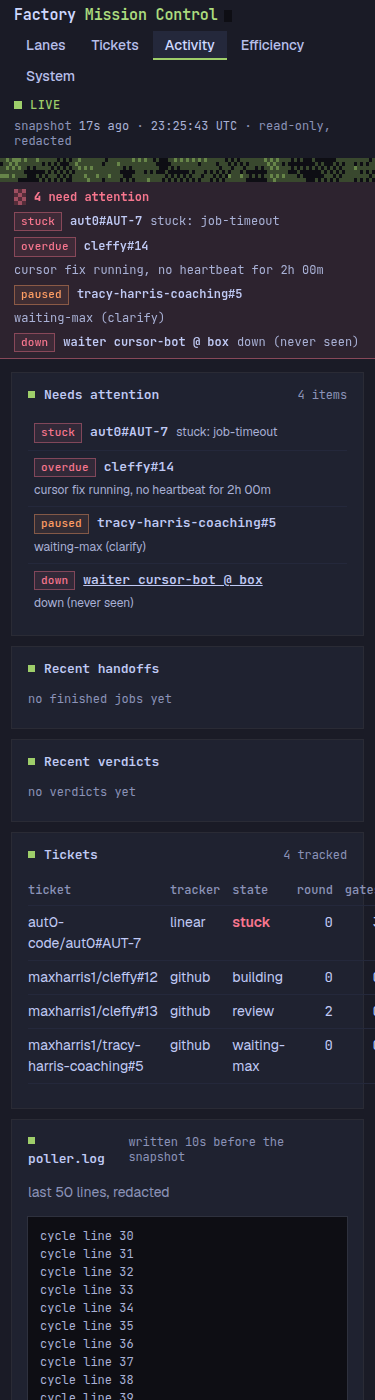 Factory Mission Control
Lanes Tickets Activity Efficiency
System
LIVE
snapshot 17s ago · 23:25:43 UTC · read-only,
redacted
4 need attention
stuck aut0#AUT-7 stuck: job-timeout
overdue cleffy#14
cursor fix running, no heartbeat for 2h 00m
paused tracy-harris-coaching#5
waiting-max (clarify)
down waiter cursor-bot @ box down (never seen)
Needs attention 4 items
stuck aut0#AUT-7 stuck: job-timeout
overdue cleffy#14
cursor fix running, no heartbeat for 2h 00m
paused tracy-harris-coaching#5
waiting-max (clarify)
down waiter cursor-bot @ box
down (never seen)
Recent handoffs
no finished jobs yet
Recent verdicts
no verdicts yet
Tickets 4 tracked
ticket tracker state round gate
aut0-
code/aut0#AUT-7 linear stuck 0
maxharris1/cleffy#12 github building 0
maxharris1/cleffy#13 github review 2
maxharris1/tracy-
harris-coaching#5 github waiting-
max 0
poller.log written 10s before the
snapshot
last 50 lines, redacted
cycle line 30
cycle line 31
cycle line 32
cycle line 33
cycle line 34
cycle line 35
cycle line 36
cycle line 37
cycle line 38
cycle line 39